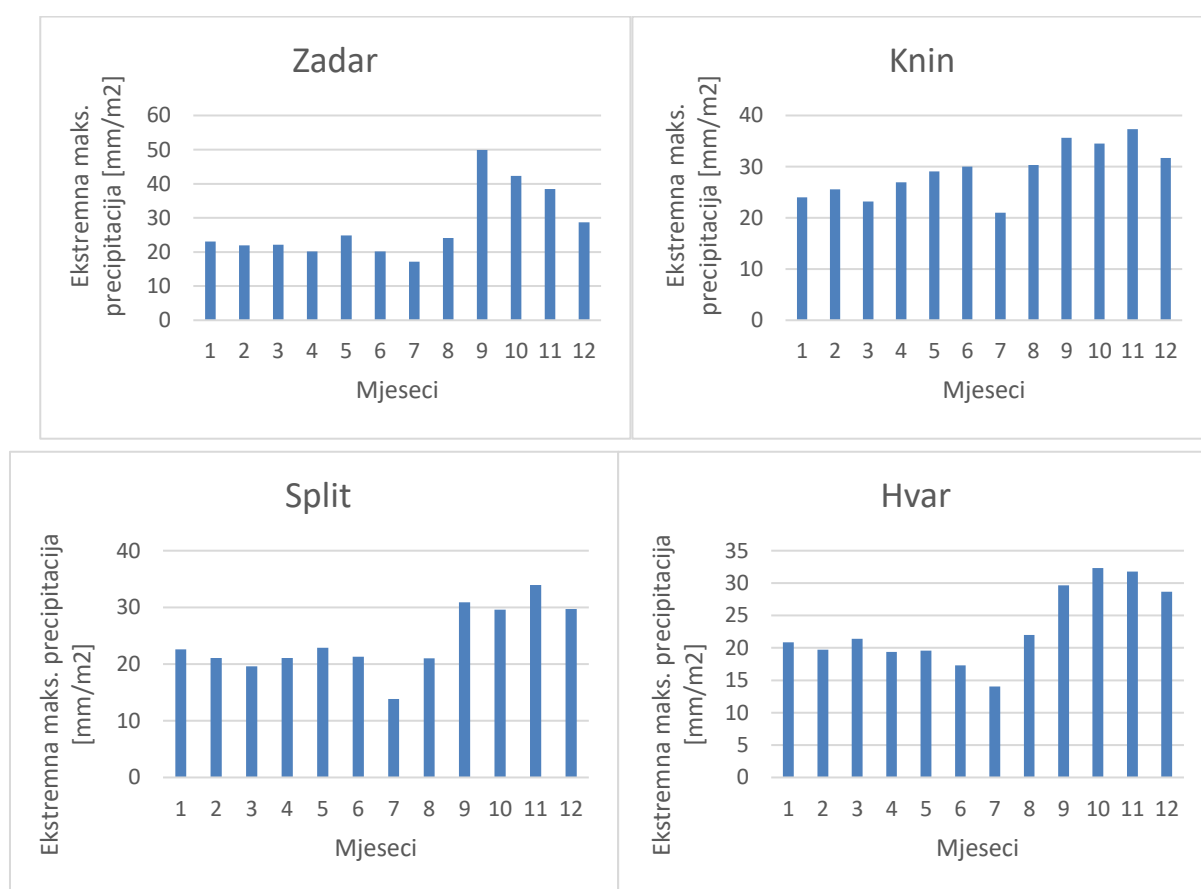 Zadar
Ekstremna maks.
precipitacija [mm/m2]
60
50
40
30
20
10
0
1 2 3 4 5 6 7 8 9 10 11 12
Mjeseci
Knin
Ekstremna maks.
precipitacija [mm/m2]
40
30
20
10
0
1 2 3 4 5 6 7 8 9 10 11 12
Mjeseci
Split
Ekstremna maks. precipitacija
[mm/m2]
40
30
20
10
0
1 2 3 4 5 6 7 8 9 10 11 12
Mjeseci
Hvar
Ekstremna maks. precipitacija
[mm/m2]
35
30
25
20
15
10
5
0
1 2 3 4 5 6 7 8 9 10 11 12
Mjeseci